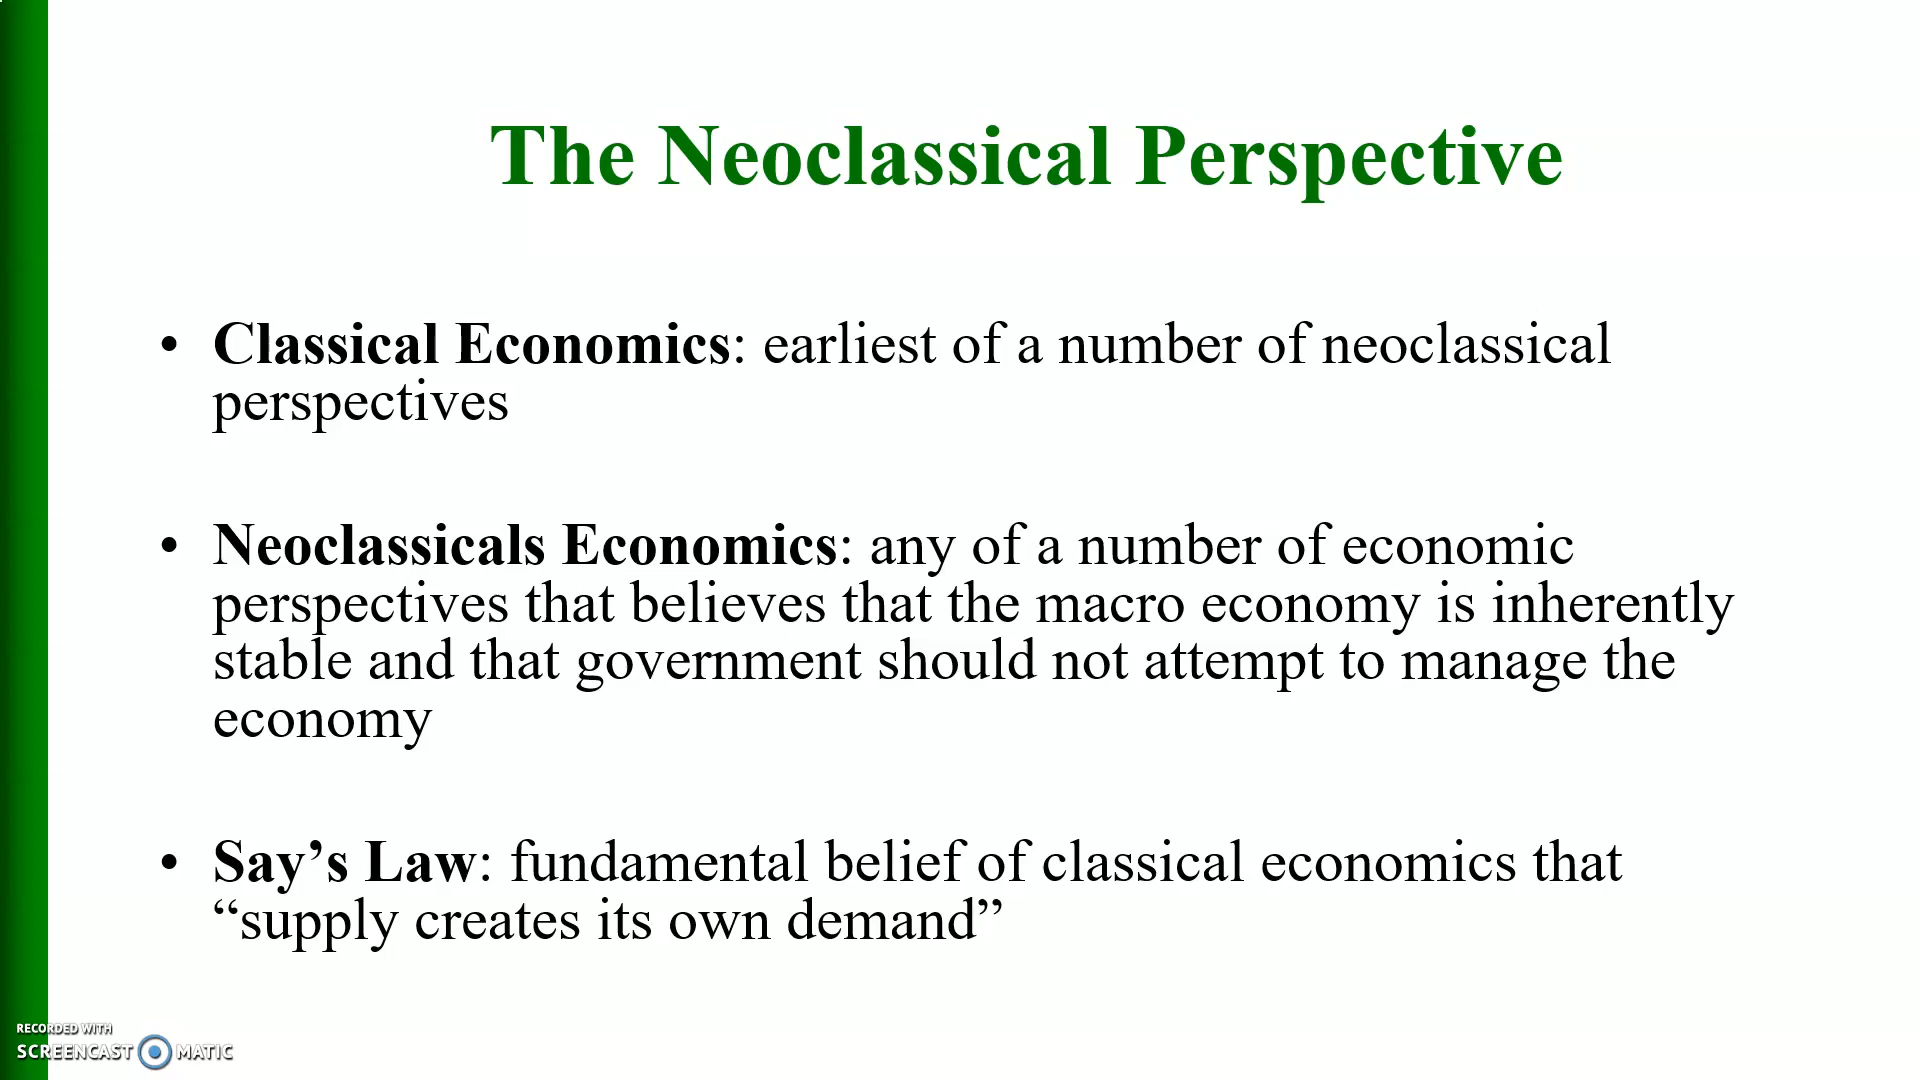 The Neoclassical Perspective
• Classical Economics: earliest of a number of neoclassical
perspectives
• Neoclassicals Economics: any of a number of economic
perspectives that believes that the macro economy is inherently
stable and that government should not attempt to manage the
economy
• Say’s Law: fundamental belief of classical economics that
“supply creates its own demand”
RECORDED WITH
SCREENCAST MATIC